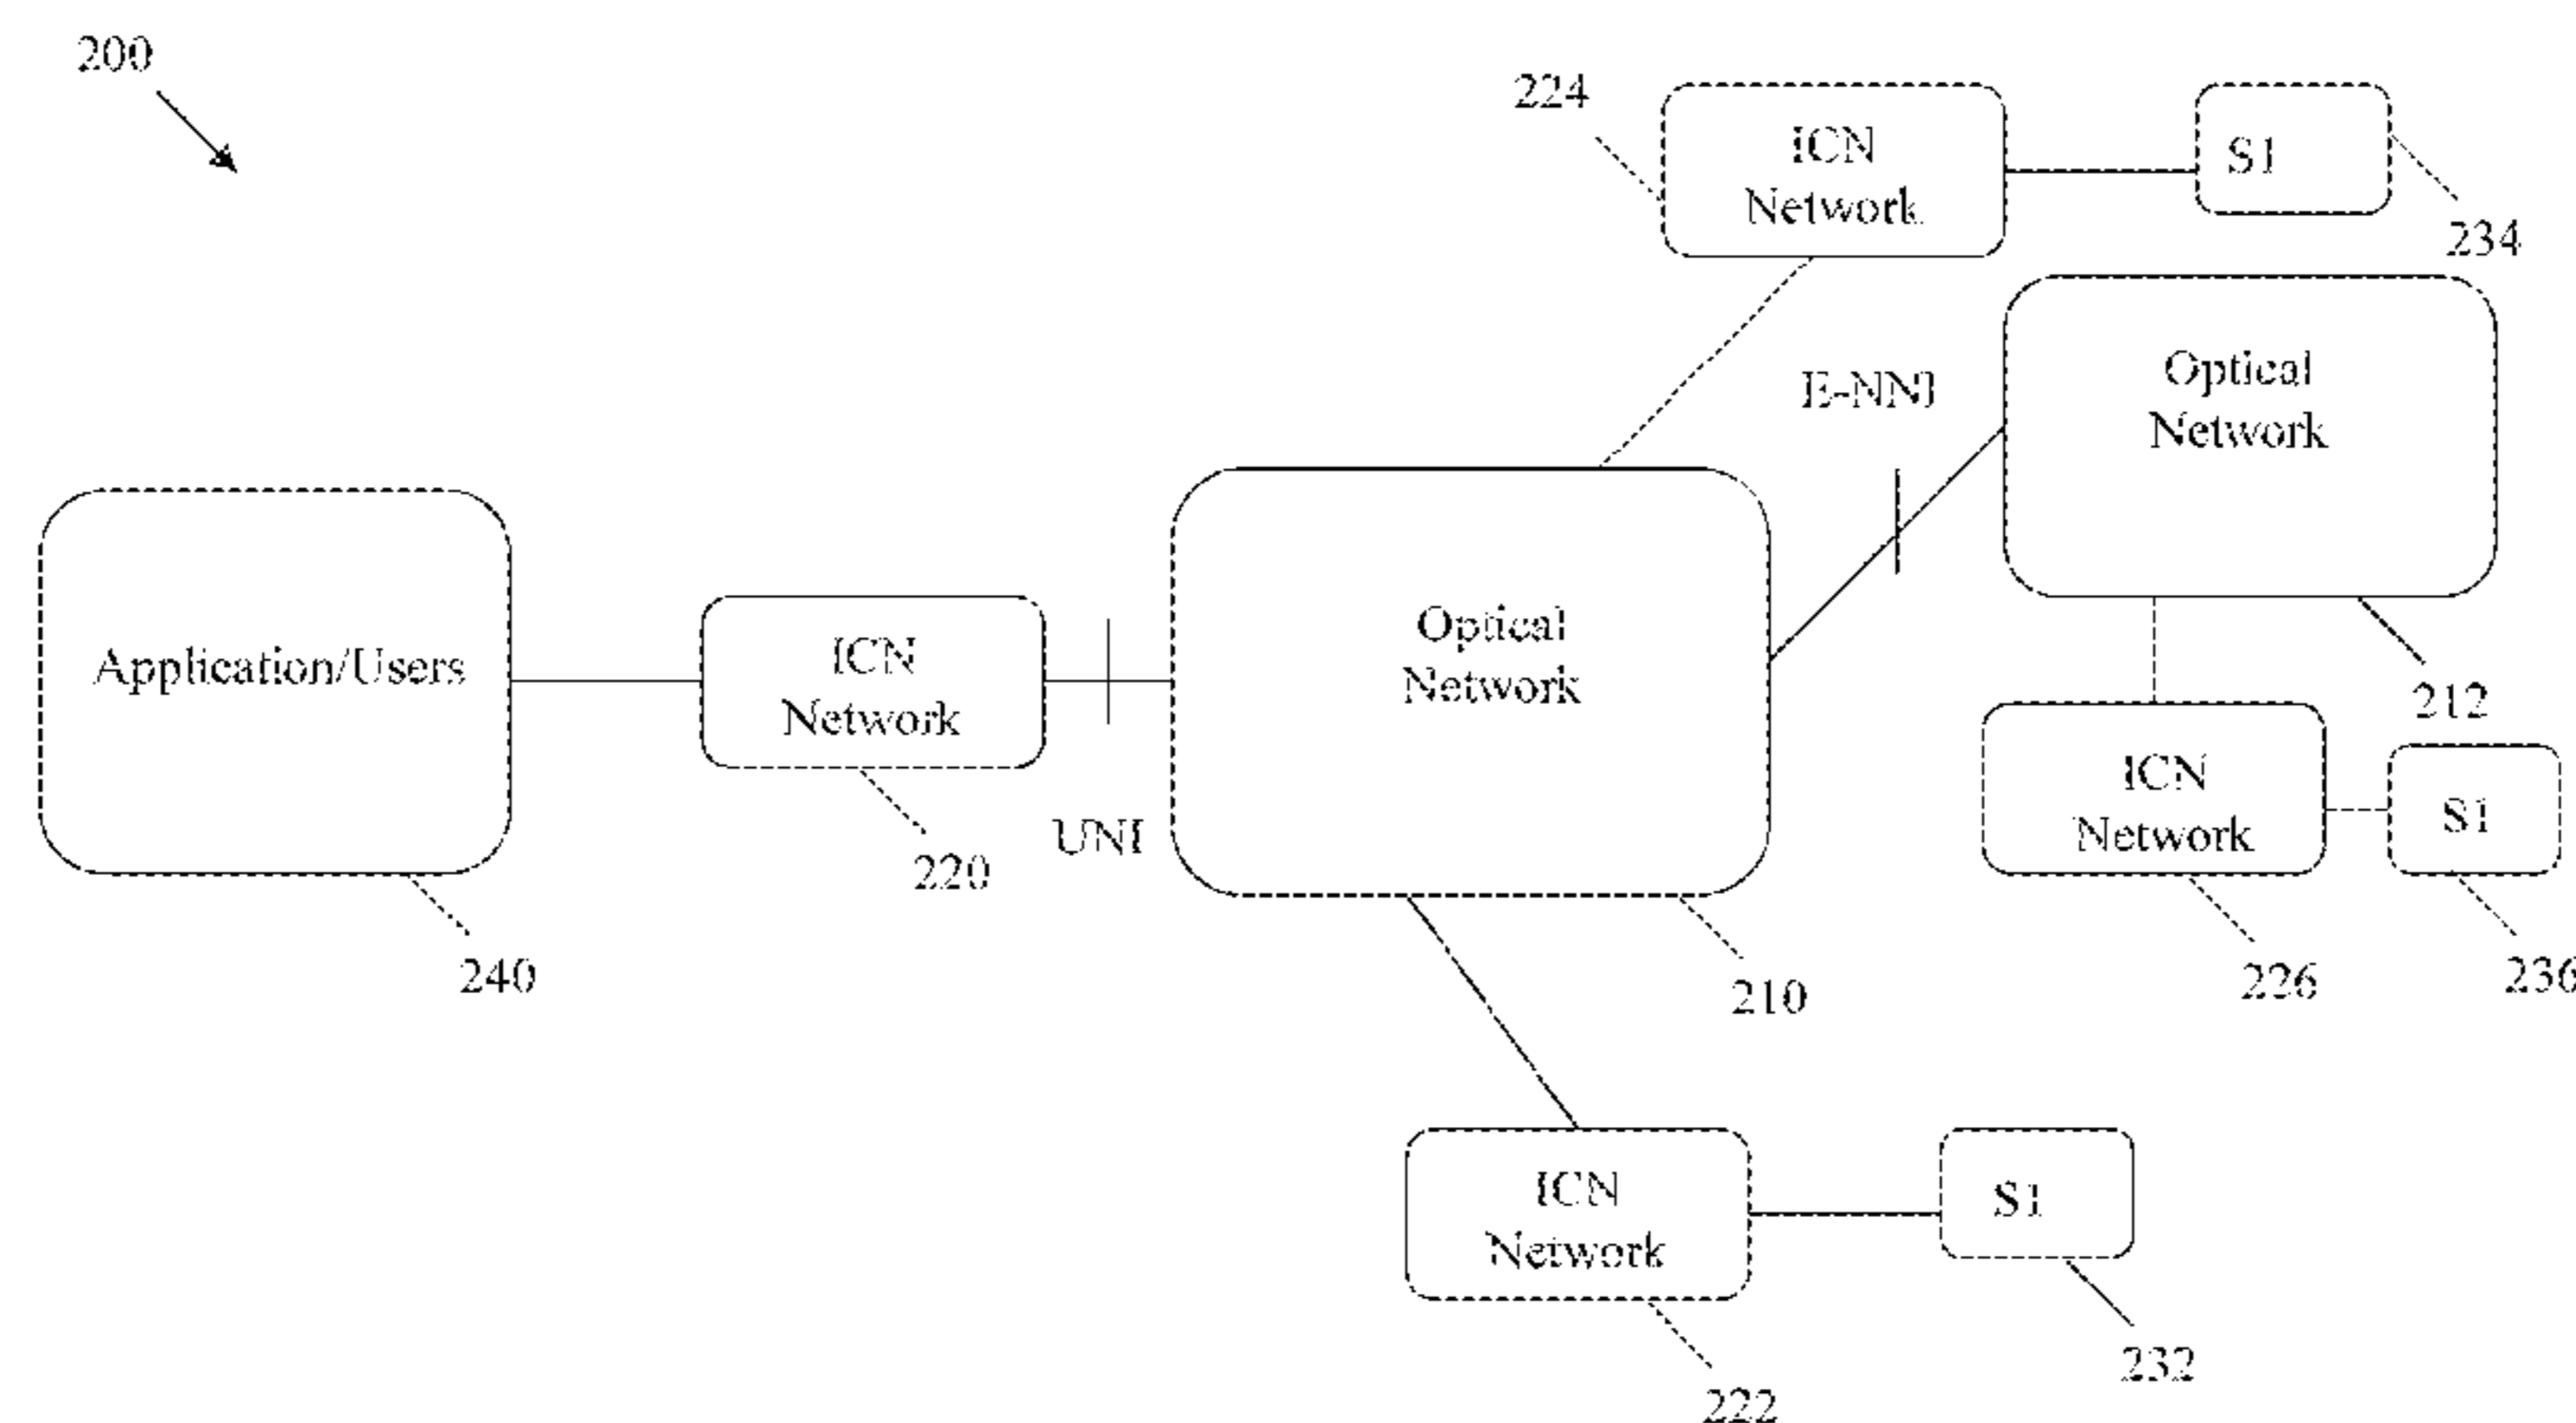 200
224
ICN
Network
S1
234
E-NNI
Optical
Network
212
Application/Users
ICN
Network
220
UNI
Optical
Network
210
ICN
Network
226
S1
236
240
ICN
Network
222
S1
232